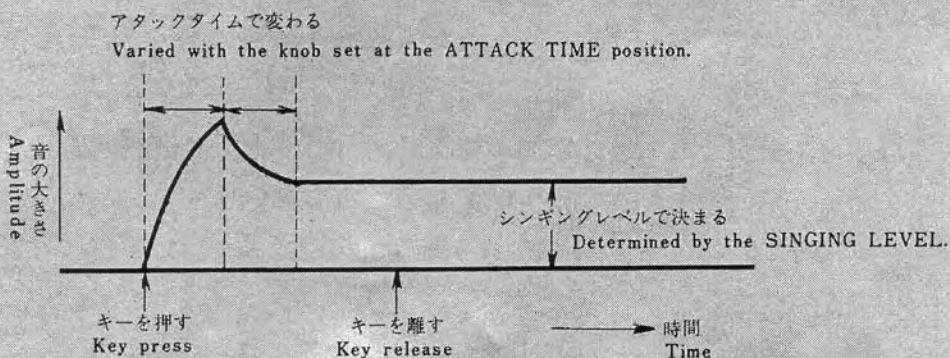 アタックタイムで変わる
Varied with the knob set at the ATTACK TIME position.
音の大きさ
Amplitude
シンギングレベルで決まる
Determined by the SINGING LEVEL.
キーを押す
Key press
キーを離す
Key release
時間
Time